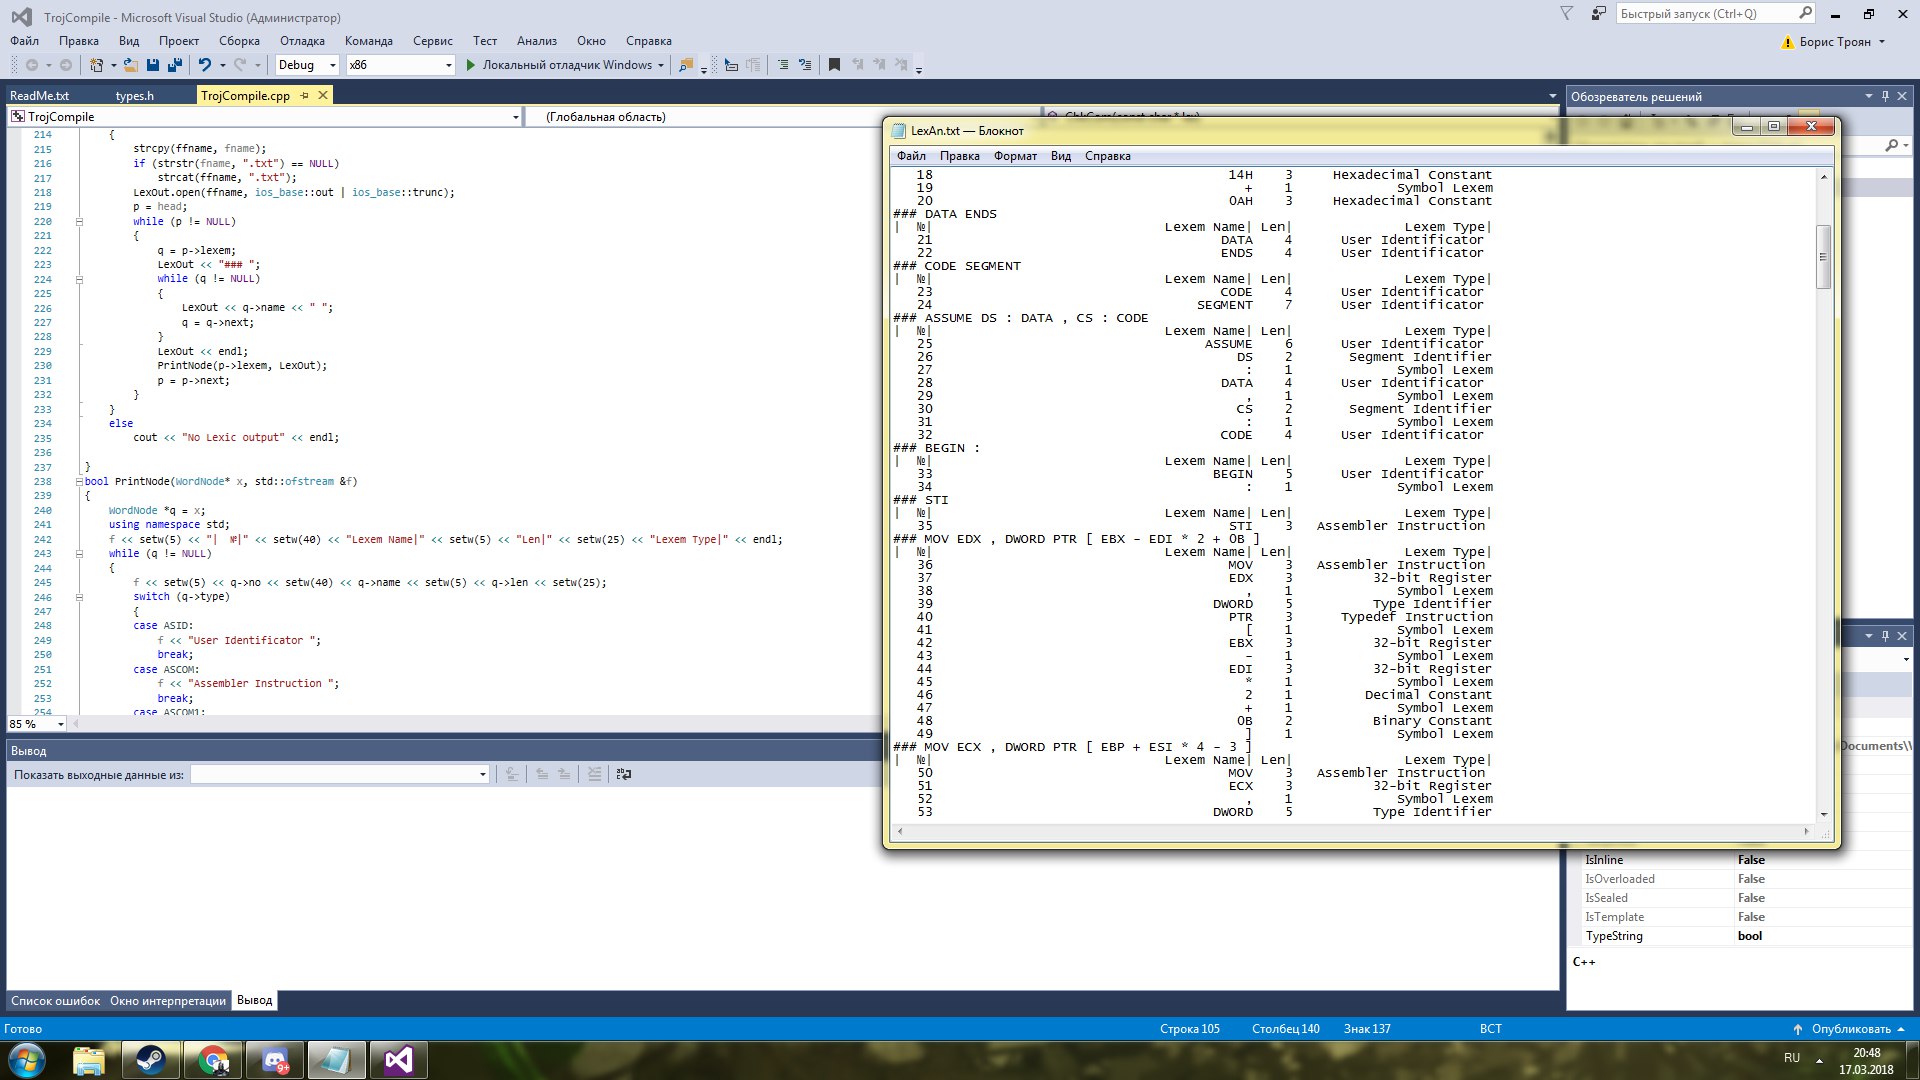 TrojCompile - Microsoft Visual Studio (Администратор)
Быстрый запуск (Ctrl+Q)
Файл Правка Вид Проект Сборка Отладка Команда Сервис Тест Анализ Окно Справка
Борис Троян
Debug x86 Локальный отладчик Windows
ReadMe.txt types.h TrojCompile.cpp
Обозреватель решений
TrojCompile (Глобальная область)
214 {
215 strcpy(ffname, fname);
216 if (strstr(fname, ".txt") == NULL)
217 strcat(ffname, ".txt");
218 LexOut.open(ffname, ios_base::out | ios_base::trunc);
219 p = head;
220 while (p != NULL)
221 {
222 q = p->lexem;
223 LexOut << "### ";
224 while (q != NULL)
225 {
226 LexOut << q->name << " ";
227 q = q->next;
228 }
229 LexOut << endl;
230 PrintNode(p->lexem, LexOut);
231 p = p->next;
232 }
233 }
234 else
235 cout << "No Lexic output" << endl;
236
237 }
238 bool PrintNode(WordNode* x, std::ofstream &f)
239 {
240 WordNode *q = x;
241 using namespace std;
242 f << setw(5) << "|  №|" << setw(40) << "Lexem Name|" << setw(5) << "Len|" << setw(25) << "Lexem Type|" << endl;
243 while (q != NULL)
244 {
245 f << setw(5) << q->no << setw(40) << q->name << setw(5) << q->len << setw(25);
246 switch (q->type)
247 {
248 case ASID:
249 f << "User Identificator ";
250 break;
251 case ASCOM:
252 f << "Assembler Instruction ";
253 break;
254 case ASCOM1:
85 %
LexAn.txt — Блокнот
Файл Правка Формат Вид Справка
18 14H 3 Hexadecimal Constant
19 + 1 Symbol Lexem
20 0AH 3 Hexadecimal Constant
### DATA ENDS
| №| Lexem Name| Len| Lexem Type|
21 DATA 4 User Identificator
22 ENDS 4 User Identificator
### CODE SEGMENT
| №| Lexem Name| Len| Lexem Type|
23 CODE 4 User Identificator
24 SEGMENT 7 User Identificator
### ASSUME DS : DATA , CS : CODE
| №| Lexem Name| Len| Lexem Type|
25 ASSUME 6 User Identificator
26 DS 2 Segment Identifier
27 : 1 Symbol Lexem
28 DATA 4 User Identificator
29 , 1 Symbol Lexem
30 CS 2 Segment Identifier
31 : 1 Symbol Lexem
32 CODE 4 User Identificator
### BEGIN :
| №| Lexem Name| Len| Lexem Type|
33 BEGIN 5 User Identificator
34 : 1 Symbol Lexem
### STI
| №| Lexem Name| Len| Lexem Type|
35 STI 3 Assembler Instruction
### MOV EDX , DWORD PTR [ EBX - EDI * 2 + 0B ]
| №| Lexem Name| Len| Lexem Type|
36 MOV 3 Assembler Instruction
37 EDX 3 32-bit Register
38 , 1 Symbol Lexem
39 DWORD 5 Type Identifier
40 PTR 3 Typedef Instruction
41 [ 1 Symbol Lexem
42 EBX 3 32-bit Register
43 - 1 Symbol Lexem
44 EDI 3 32-bit Register
45 * 1 Symbol Lexem
46 2 1 Decimal Constant
47 + 1 Symbol Lexem
48 0B 2 Binary Constant
49 ] 1 Symbol Lexem
### MOV ECX , DWORD PTR [ EBP + ESI * 4 - 3 ]
| №| Lexem Name| Len| Lexem Type|
50 MOV 3 Assembler Instruction
51 ECX 3 32-bit Register
52 , 1 Symbol Lexem
53 DWORD 5 Type Identifier
Documents\\
IsInline False
IsOverloaded False
IsSealed False
IsTemplate False
TypeString bool
C++
Вывод
Показать выходные данные из:
Список ошибок Окно интерпретации Вывод
Готово Строка 105 Столбец 140 Знак 137 ВСТ Опубликовать
9+
RU 20:48
17.03.2018